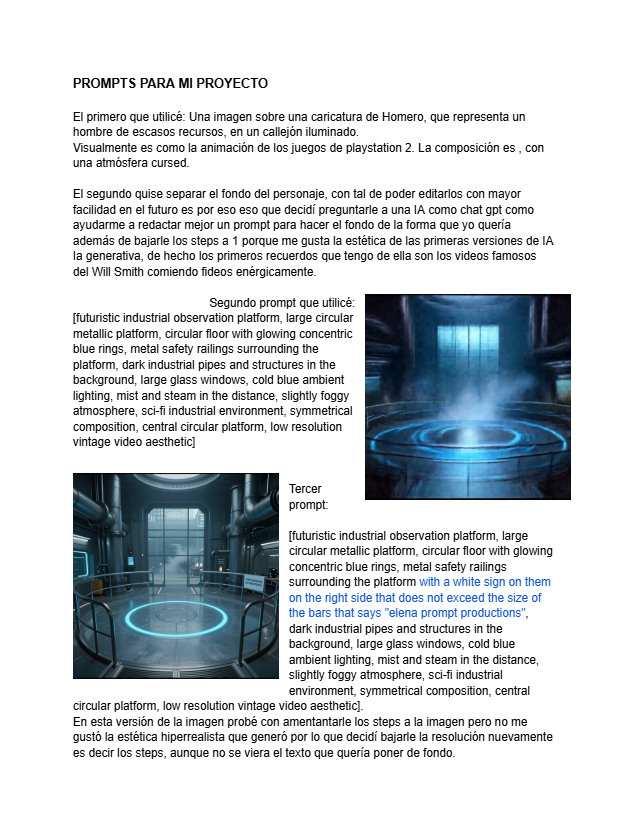 PROMPTS PARA MI PROYECTO
El primero que utilicé: Una imagen sobre una caricatura de Homero, que representa un
hombre de escasos recursos, en un callejón iluminado.
Visualmente es como la animación de los juegos de playstation 2. La composición es , con
una atmósfera cursed.
El segundo quise separar el fondo del personaje, con tal de poder editarlos con mayor
facilidad en el futuro es por eso eso que decidí preguntarle a una IA como chat gpt como
ayudarme a redactar mejor un prompt para hacer el fondo de la forma que yo quería
además de bajarle los steps a 1 porque me gusta la estética de las primeras versiones de IA
la generativa, de hecho los primeros recuerdos que tengo de ella son los videos famosos
del Will Smith comiendo fideos enérgicamente.
Segundo prompt que utilicé:
[futuristic industrial observation platform, large circular
metallic platform, circular floor with glowing concentric
blue rings, metal safety railings surrounding the
platform, dark industrial pipes and structures in the
background, large glass windows, cold blue ambient
lighting, mist and steam in the distance, slightly foggy
atmosphere, sci-fi industrial environment, symmetrical
composition, central circular platform, low resolution
vintage video aesthetic]
Tercer
prompt:
[futuristic industrial observation platform, large
circular metallic platform, circular floor with glowing
concentric blue rings, metal safety railings
surrounding the platform with a white sign on them
on the right side that does not exceed the size of
the bars that says "elena prompt productions",
dark industrial pipes and structures in the
background, large glass windows, cold blue
ambient lighting, mist and steam in the distance,
slightly foggy atmosphere, sci-fi industrial
environment, symmetrical composition, central
circular platform, low resolution vintage video aesthetic].
En esta versión de la imagen probé con amentantarle los steps a la imagen pero no me
gustó la estética hiperrealista que generó por lo que decidí bajarle la resolución nuevamente
es decir los steps, aunque no se viera el texto que quería poner de fondo.